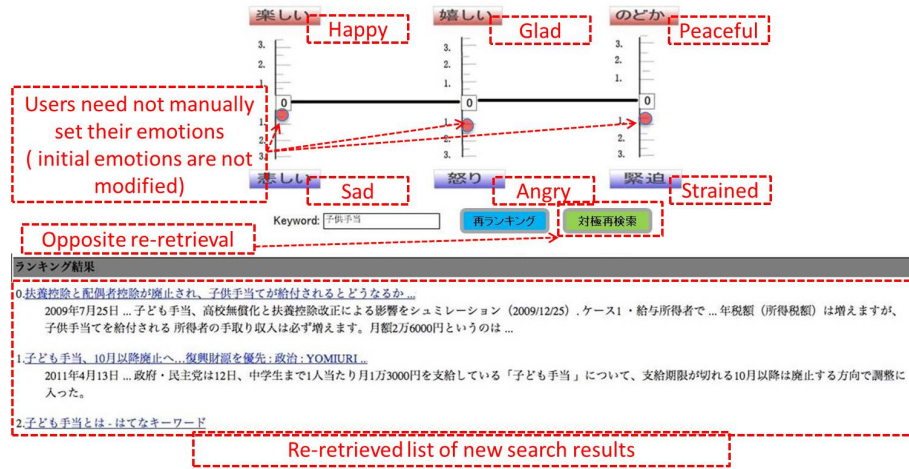 楽しい 嬉しい のどか
Happy Glad Peaceful
3. 3. 3.
2. 2. 2.
1. 1. 1.
0 0 0
1. 1. 1.
2. 2. 2.
3. 3. 3.
Users need not manually
set their emotions
( initial emotions are not
modified)
悲しい 怒り 緊迫
Sad Angry Strained
Keyword: 子供手当 再ランキング 対極再検索
Opposite re-retrieval
ランキング結果
0.扶養控除と配偶者控除が廃止され、子供手当てが給付されるとどうなるか ...
2009年7月25日 ... 子ども手当、高校無償化と扶養控除改正による影響をシュミレーション（2009/12/25）. ケース1 ・給与所得者で ... 年税額（所得税額）は増えますが、
子供手当てを給付される 所得者の手取り収入は必ず増えます。月額2万6000円というのは ...
1.子ども手当、10月以降廃止へ…復興財源を優先 : 政治 : YOMIURI ...
2011年4月13日 ... 政府・民主党は12日、中学生まで1人当たり月1万3000円を支給している「子ども手当 」について、支給期限が切れる10月以降は廃止する方向で調整に
入った。
2.子ども手当とは - はてなキーワード
Re-retrieved list of new search results